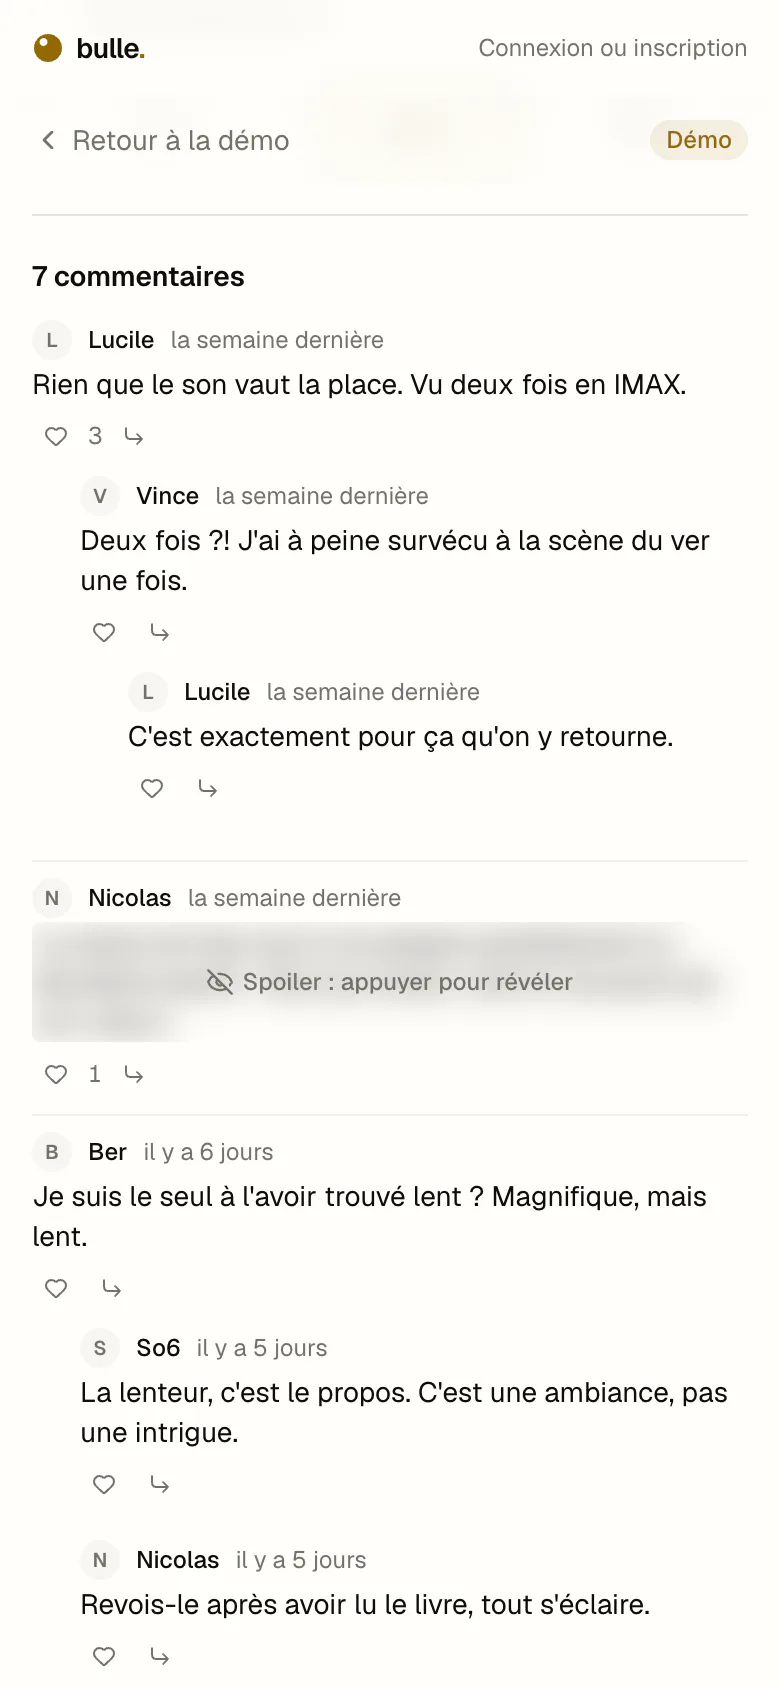 bulle.
Connexion ou inscription
Retour à la démo
Démo
7 commentaires
L Lucile la semaine dernière
Rien que le son vaut la place. Vu deux fois en IMAX.
3
V Vince la semaine dernière
Deux fois ?! J'ai à peine survécu à la scène du ver
une fois.
L Lucile la semaine dernière
C'est exactement pour ça qu'on y retourne.
N Nicolas la semaine dernière
Spoiler : appuyer pour révéler
1
B Ber il y a 6 jours
Je suis le seul à l'avoir trouvé lent ? Magnifique, mais
lent.
S So6 il y a 5 jours
La lenteur, c'est le propos. C'est une ambiance, pas
une intrigue.
N Nicolas il y a 5 jours
Revois-le après avoir lu le livre, tout s'éclaire.